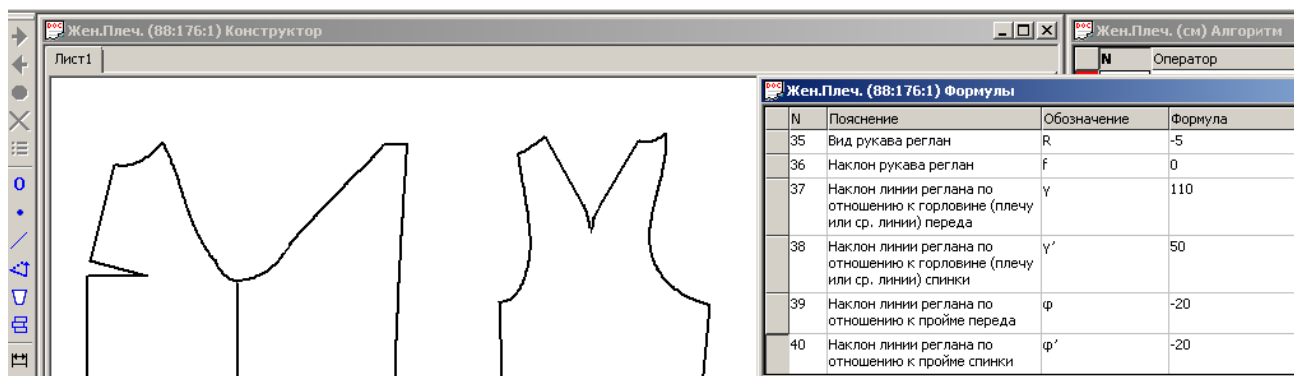 Жен.Плеч. (88:176:1) Конструктор
Жен.Плеч. (см) Алгоритм
Лист1
N Оператор
Жен.Плеч. (88:176:1) Формулы
N Пояснение Обозначение Формула
35 Вид рукава реглан R -5
36 Наклон рукава реглан f 0
37 Наклон линии реглана по γ 110
отношению к горловине (плечу
или ср. линии) переда
38 Наклон линии реглана по γ´ 50
отношению к горловине (плечу
или ср. линии) спинки
39 Наклон линии реглана по φ -20
отношению к пройме переда
40 Наклон линии реглана по φ´ -20
отношению к пройме спинки